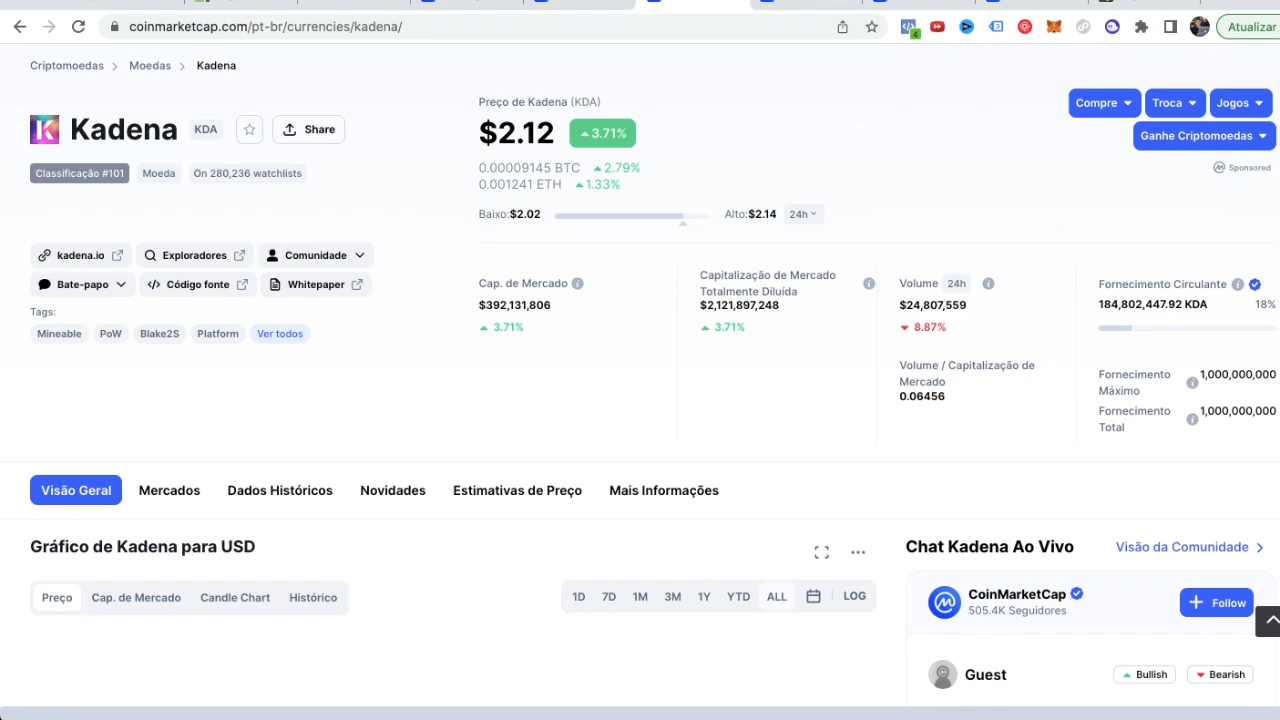 coinmarketcap.com/pt-br/currencies/kadena/
4
Atualizar
Criptomoedas > Moedas > Kadena
Kadena KDA Share
Classificação #101 Moeda On 280,236 watchlists
kadena.io Exploradores Comunidade
Bate-papo Código fonte Whitepaper
Tags:
Mineable PoW Blake2S Platform Ver todos
Preço de Kadena (KDA)
$2.12 3.71%
0.00009145 BTC 2.79%
0.001241 ETH 1.33%
Baixo:$2.02 Alto:$2.14 24h
Compre Troca Jogos
Ganhe Criptomoedas
Sponsored
Cap. de Mercado
$392,131,806
3.71%
Capitalização de Mercado
Totalmente Diluída
$2,121,897,248
3.71%
Volume 24h
$24,807,559
8.87%
Volume / Capitalização de
Mercado
0.06456
Fornecimento Circulante
184,802,447.92 KDA 18%
Fornecimento
Máximo
1,000,000,000
Fornecimento
Total
1,000,000,000
Visão Geral Mercados Dados Históricos Novidades Estimativas de Preço Mais Informações
Gráfico de Kadena para USD
Preço Cap. de Mercado Candle Chart Histórico
1D 7D 1M 3M 1Y YTD ALL LOG
Chat Kadena Ao Vivo Visão da Comunidade
CoinMarketCap
505.4K Seguidores
Follow
Guest Bullish Bearish